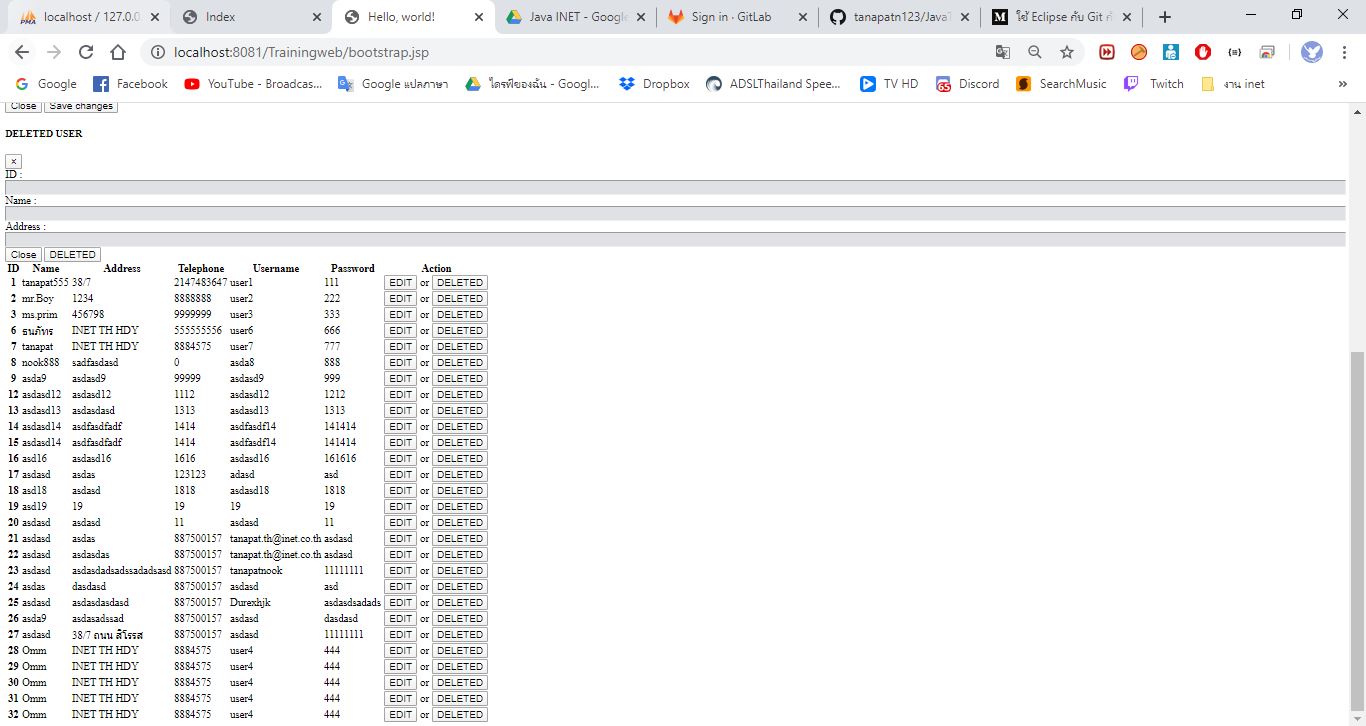 localhost / 127.0.0
Index
Hello, world!
Java INET - Google
Sign in · GitLab
tanapatn123/JavaT
ใช้ Eclipse กับ Git กั
localhost:8081/Trainingweb/bootstrap.jsp
Google Facebook YouTube - Broadcas... Google แปลภาษา ไดรฟ์ของฉัน - Googl... Dropbox ADSLThailand Spee... TV HD Discord SearchMusic Twitch งาน inet »
Close Save changes
DELETED USER
×
ID :
Name :
Address :
Close DELETED
ID Name Address Telephone Username Password Action
1 tanapat555 38/7 2147483647 user1 111 EDIT or DELETED
2 mr.Boy 1234 8888888 user2 222 EDIT or DELETED
3 ms.prim 456798 9999999 user3 333 EDIT or DELETED
6 ธนภัทร INET TH HDY 555555556 user6 666 EDIT or DELETED
7 tanapat INET TH HDY 8884575 user7 777 EDIT or DELETED
8 nook888 sadfasdasd 0 asda8 888 EDIT or DELETED
9 asda9 asdasd9 99999 asdasd9 999 EDIT or DELETED
12 asdasd12 asdasd12 1112 asdasd12 1212 EDIT or DELETED
13 asdasd13 asdasdasd 1313 asdasd13 1313 EDIT or DELETED
14 asdasd14 asdfasdfadf 1414 asdfasdf14 141414 EDIT or DELETED
15 asdasd14 asdfasdfadf 1414 asdfasdf14 141414 EDIT or DELETED
16 asd16 asdasd16 1616 asdasd16 161616 EDIT or DELETED
17 asdasd asdas 123123 adasd asd EDIT or DELETED
18 asd18 asdasd 1818 asdasd18 1818 EDIT or DELETED
19 asd19 19 19 19 19 EDIT or DELETED
20 asdasd asdasd 11 asdasd 11 EDIT or DELETED
21 asdasd asdas 887500157 tanapat.th@inet.co.th asdasd EDIT or DELETED
22 asdasd asdasdas 887500157 tanapat.th@inet.co.th asdasd EDIT or DELETED
23 asdasd asdasdadsadssadadsasd 887500157 tanapatnook 11111111 EDIT or DELETED
24 asdas dasdasd 887500157 asdasd asd EDIT or DELETED
25 asdasd asdasdasdasd 887500157 Durexhjk asdasdsadads EDIT or DELETED
26 asda9 asdasadssad 887500157 asdasd dasdasd EDIT or DELETED
27 asdasd 38/7 ถนน สิโรรส 887500157 asdasd 11111111 EDIT or DELETED
28 Omm INET TH HDY 8884575 user4 444 EDIT or DELETED
29 Omm INET TH HDY 8884575 user4 444 EDIT or DELETED
30 Omm INET TH HDY 8884575 user4 444 EDIT or DELETED
31 Omm INET TH HDY 8884575 user4 444 EDIT or DELETED
32 Omm INET TH HDY 8884575 user4 444 EDIT or DELETED